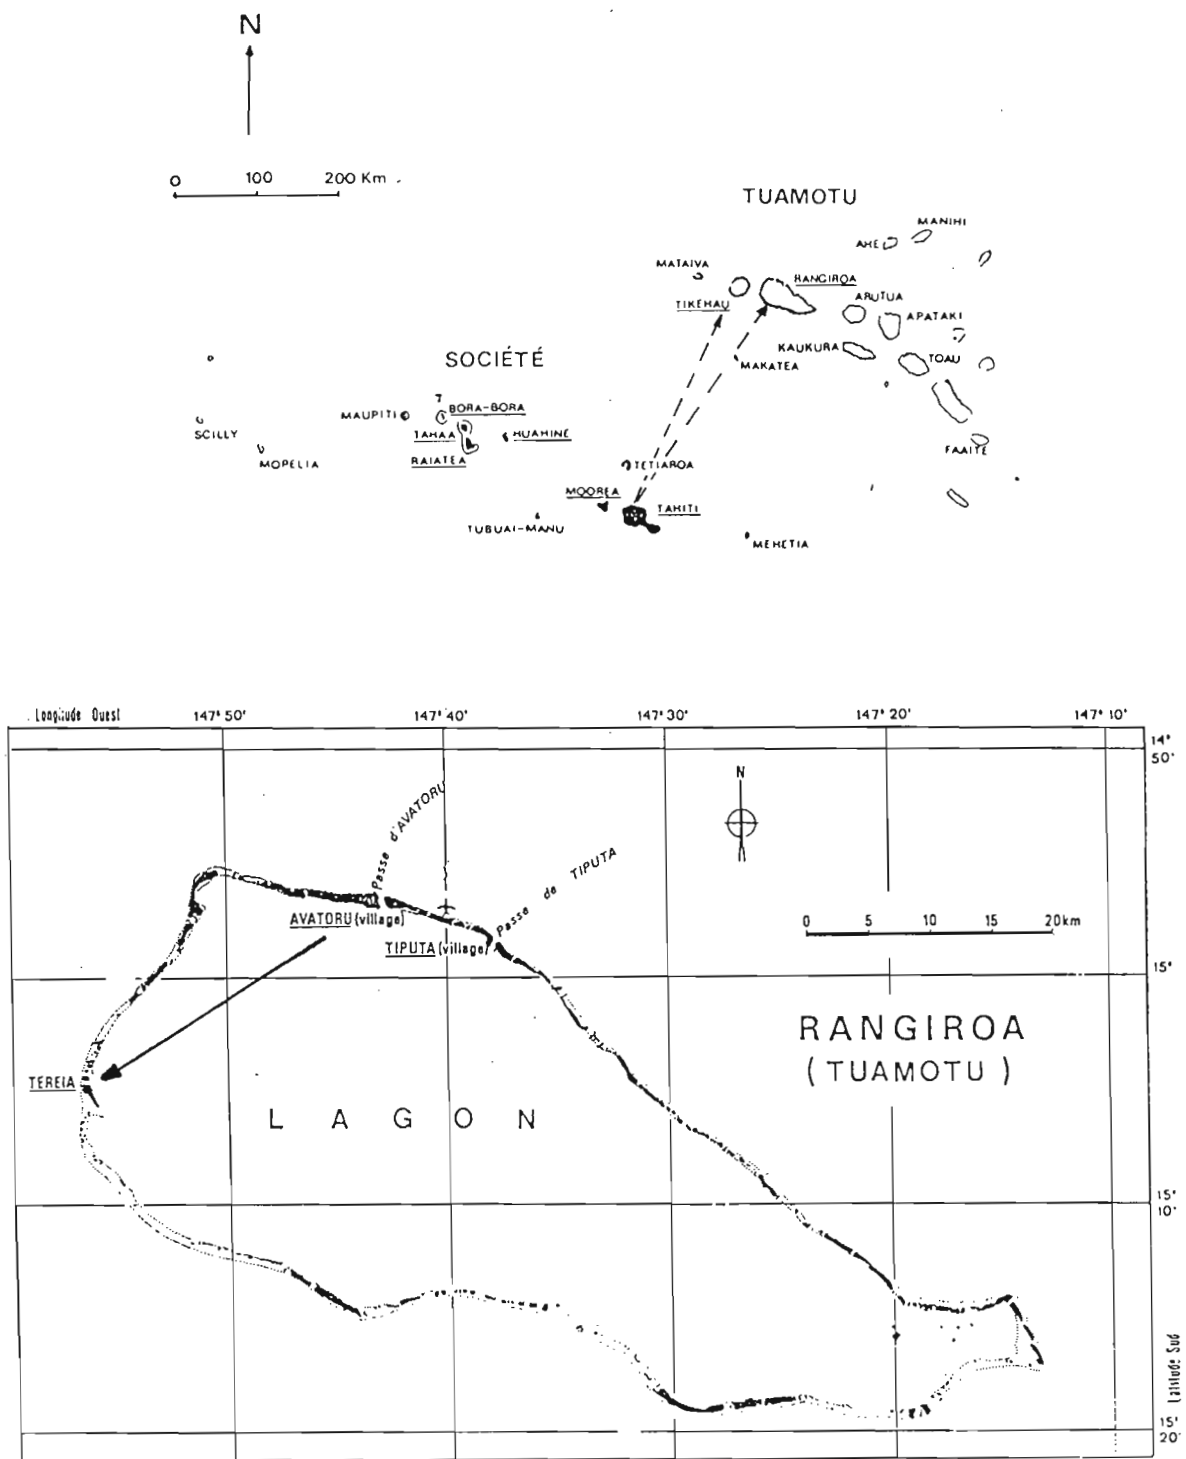 N
0 100 200 Km
TUAMOTU
MANIHI
AHE
MATAIVA
RANGIROA
TIKEHAU
ARUTUA
APATAKI
KAUKURA
TOAU
MAKATEA
SOCIÉTÉ
MAUPITI
BORA-BORA
SCILLY
TAHAA
HUAHINE
MOPELIA
RAIATEA
FAAITE
TETIAROA
MOOREA
TAHITI
TUBUAI-MANU
MEHETIA
Longitude Ouest 147°50' 147°40' 147°30' 147°20' 147°10'
14°
50'
N
Passe d'AVATORU
Passe de TIPUTA
AVATORU (village)
TIPUTA (village)
0 5 10 15 20 km
15°
RANGIROA
(TUAMOTU)
TEREIA
LAGON
15°
10'
Latitude Sud
15°
20'